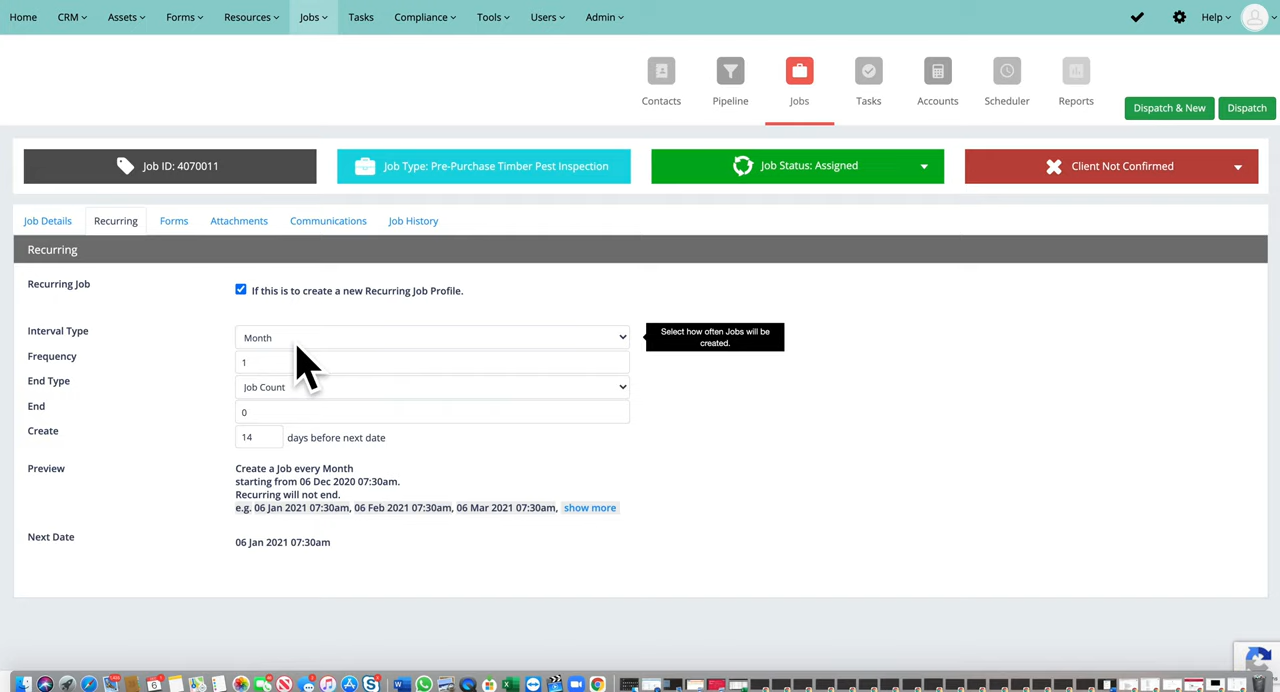 Home CRM Assets Forms Resources Jobs Tasks Compliance Tools Users Admin Help
Contacts Pipeline Jobs Tasks Accounts Scheduler Reports
Dispatch & New Dispatch
Job ID: 4070011 Job Type: Pre-Purchase Timber Pest Inspection Job Status: Assigned Client Not Confirmed
Job Details Recurring Forms Attachments Communications Job History
Recurring
Recurring Job
If this is to create a new Recurring Job Profile.
Interval Type
Month
Select how often Jobs will be
created.
Frequency
1
End Type
Job Count
End
0
Create
14 days before next date
Preview
Create a Job every Month
starting from 06 Dec 2020 07:30am.
Recurring will not end.
e.g. 06 Jan 2021 07:30am, 06 Feb 2021 07:30am, 06 Mar 2021 07:30am, show more
Next Date
06 Jan 2021 07:30am